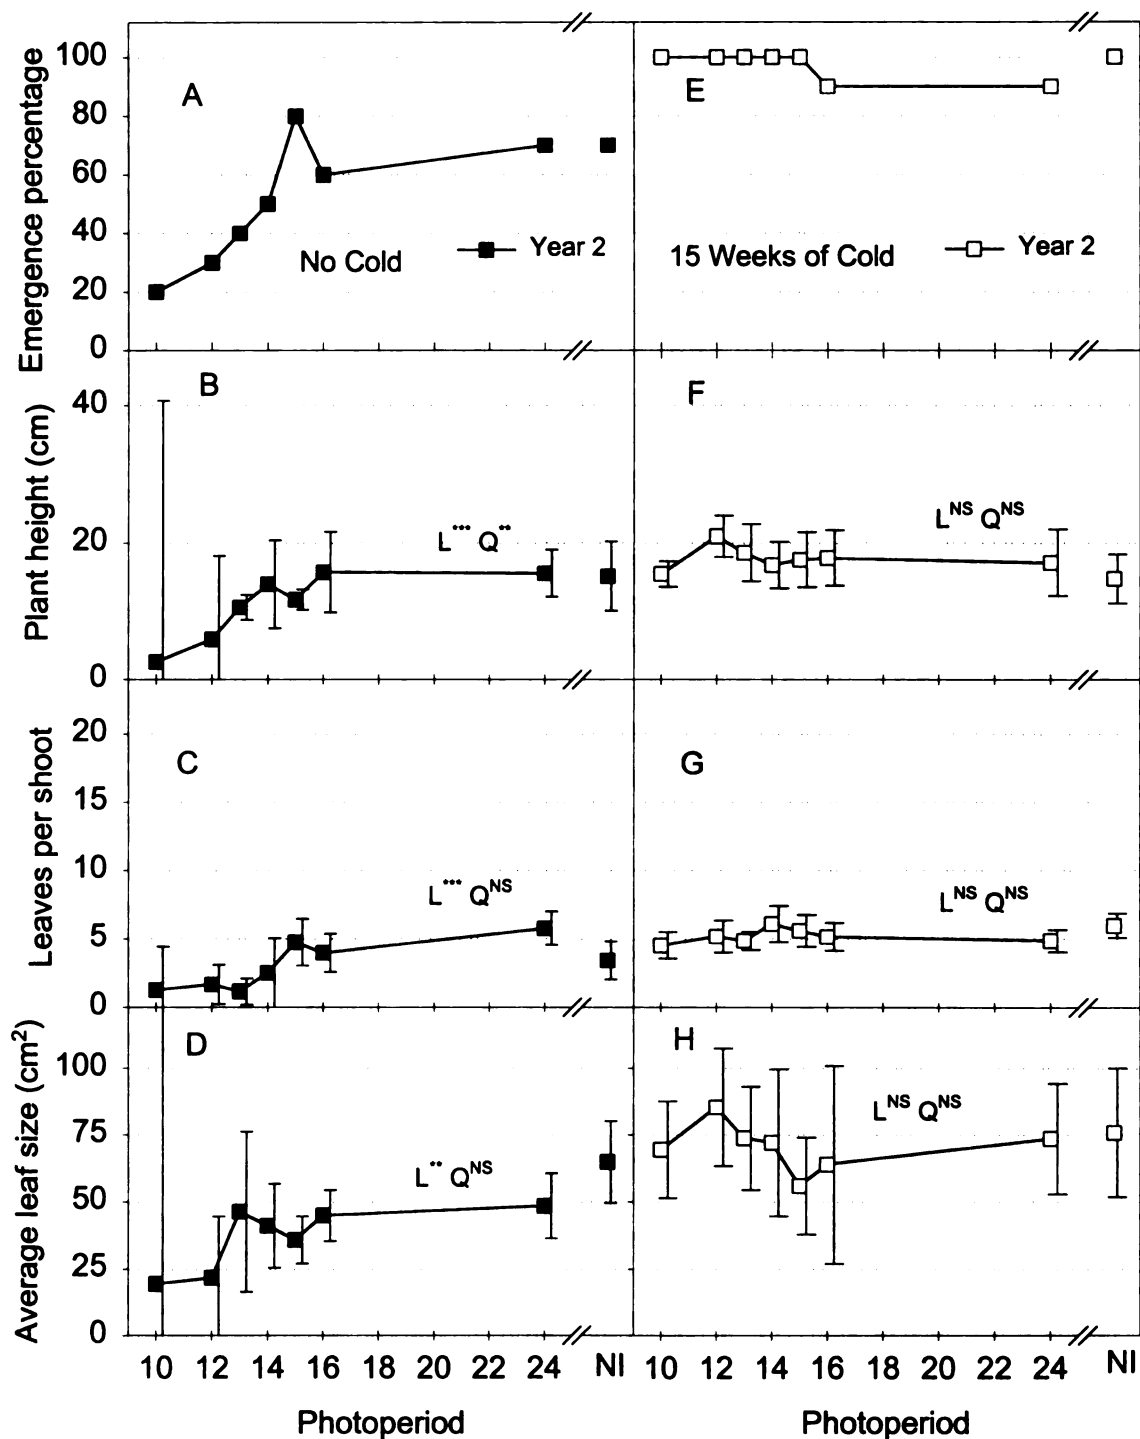 Emergence percentage
100
80
60
40
20
0
A
No Cold
Year 2
E
15 Weeks of Cold
Year 2
Plant height (cm)
40
20
0
B
L*** Q**
F
L^NS Q^NS
Leaves per shoot
20
15
10
5
0
C
L*** Q^NS
G
L^NS Q^NS
Average leaf size (cm²)
100
75
50
25
0
D
L** Q^NS
H
L^NS Q^NS
10 12 14 16 18 20 22 24 NI
10 12 14 16 18 20 22 24 NI
Photoperiod
Photoperiod